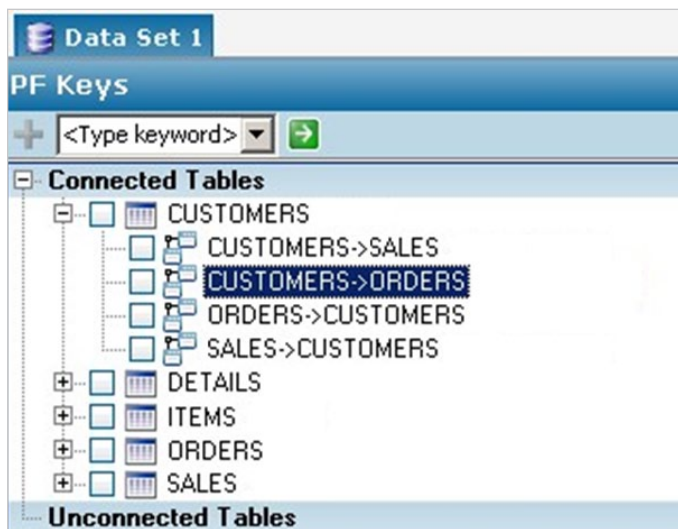 Data Set 1
PF Keys
<Type keyword>
Connected Tables
CUSTOMERS
CUSTOMERS->SALES
CUSTOMERS->ORDERS
ORDERS->CUSTOMERS
SALES->CUSTOMERS
DETAILS
ITEMS
ORDERS
SALES
Unconnected Tables